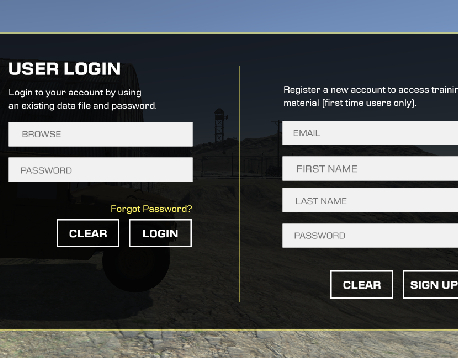 USER LOGIN
Login to your account by using
an existing data file and password.
BROWSE
PASSWORD
Forgot Password?
CLEAR
LOGIN
Register a new account to access
material (first time users only).
EMAIL
FIRST NAME
LAST NAME
PASSWORD
CLEAR
SIGN UP